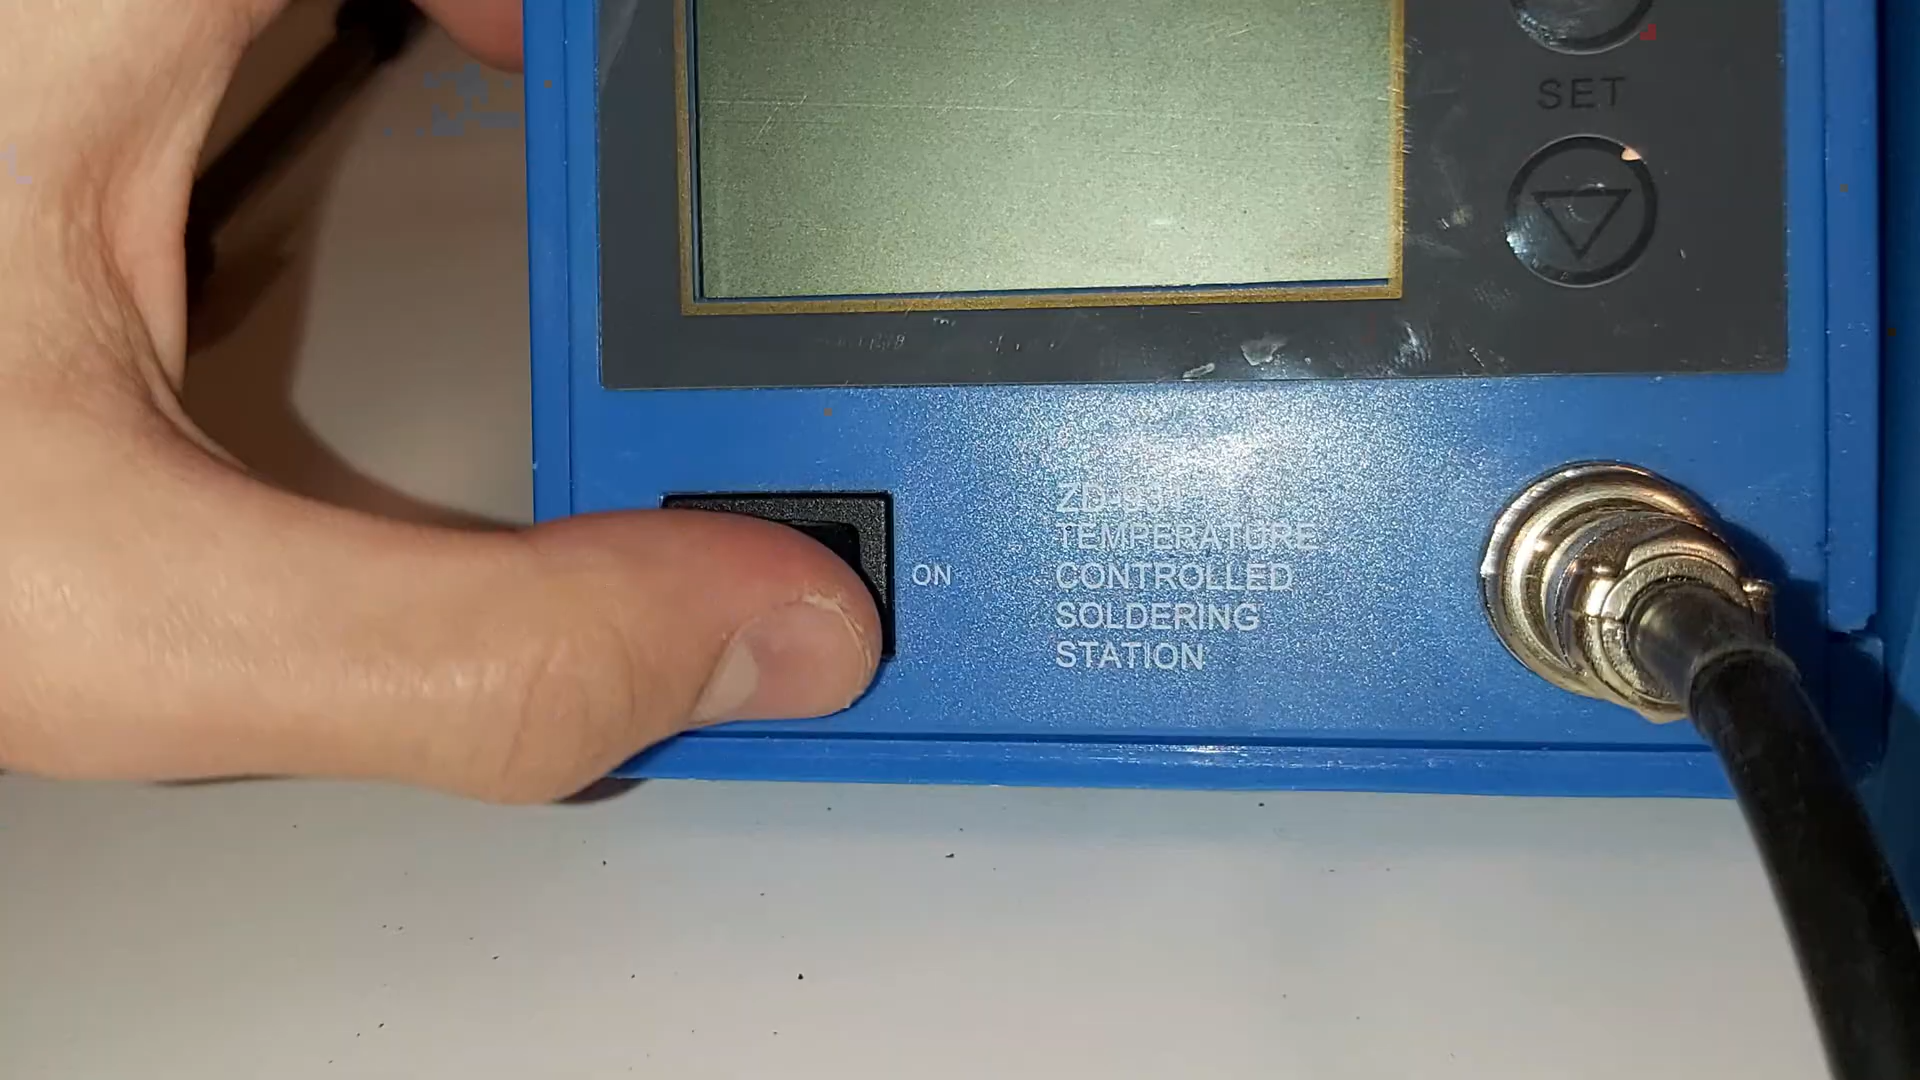 SET
ON
TEMPERATURE
CONTROLLED
SOLDERING
STATION